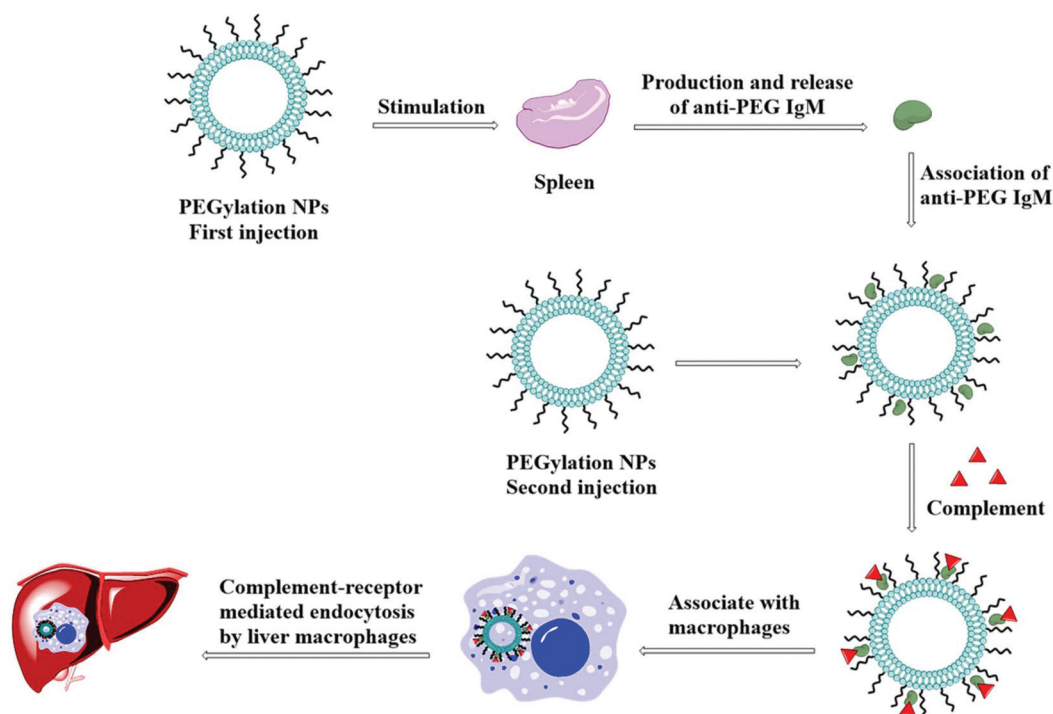 Stimulation
Production and release
of anti-PEG IgM
Spleen
PEGylation NPs
First injection
Association of
anti-PEG IgM
PEGylation NPs
Second injection
Complement
Complement-receptor
mediated endocytosis
by liver macrophages
Associate with
macrophages